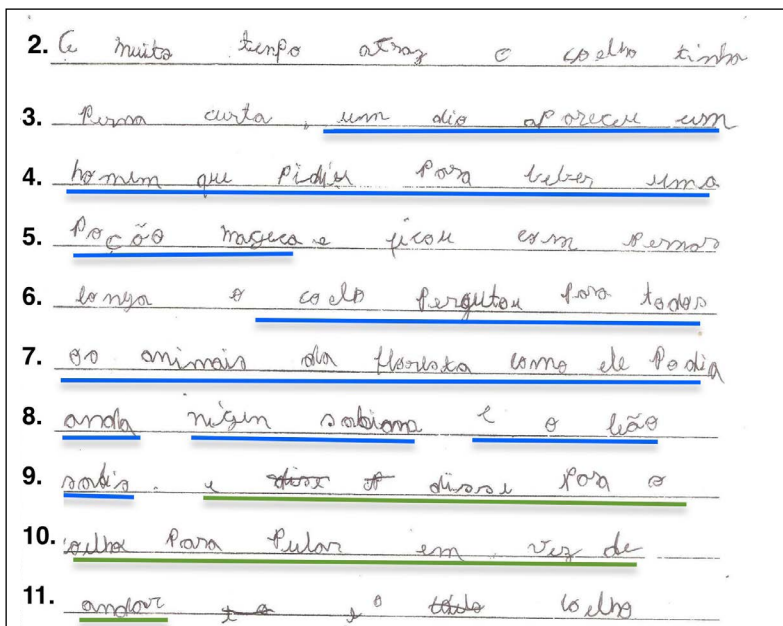 2. A muito tenpo atraz o coelho tinha
3. Perna curta, um dia apareceu um
4. homem que pidiu para beber uma
5. Poção magica e ficou com pernas
6. longa o coelo pergutou para todos
7. os animais da floresta como ele Podia
8. anda nigen sabiam e o leão
9. sabia. e disse para o
10. coelho Para Pular em vez de
11. andar e o coelho